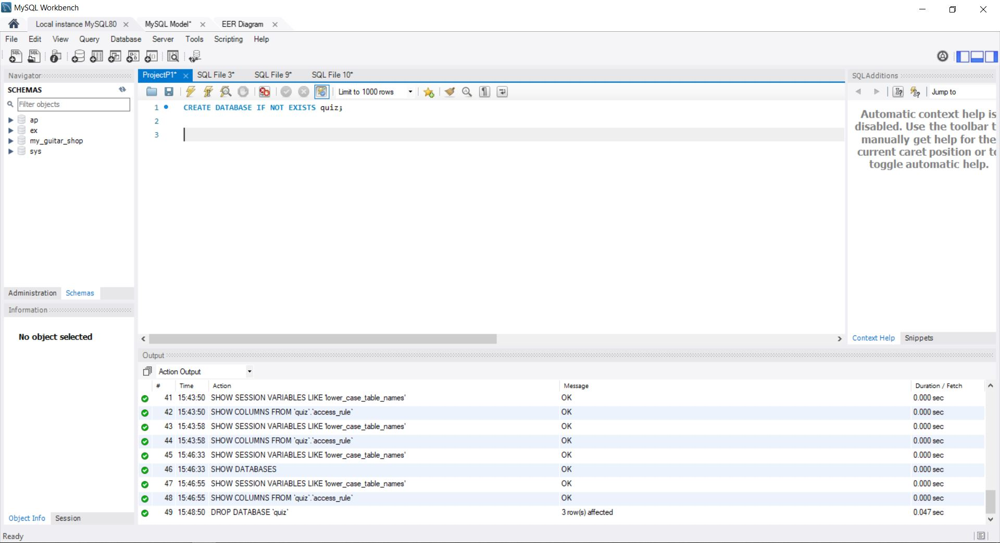 MySQL Workbench
Local instance MySQL80
MySQL Model*
EER Diagram
File Edit View Query Database Server Tools Scripting Help
Navigator
SCHEMAS
Filter objects
ap
ex
my_guitar_shop
sys
Administration Schemas
Information
No object selected
Object Info Session
ProjectP1* SQL File 3* SQL File 9* SQL File 10*
Limit to 1000 rows
1 CREATE DATABASE IF NOT EXISTS quiz;
2
3
SQLAdditions
Jump to
Automatic context help is
disabled. Use the toolbar t
manually get help for the
current caret position or to
toggle automatic help.
Context Help Snippets
Output
Action Output
# Time Action Message Duration / Fetch
41 15:43:50 SHOW SESSION VARIABLES LIKE 'lower_case_table_names' OK 0.000 sec
42 15:43:50 SHOW COLUMNS FROM `quiz`.`access_rule` OK 0.000 sec
43 15:43:58 SHOW SESSION VARIABLES LIKE 'lower_case_table_names' OK 0.000 sec
44 15:43:58 SHOW COLUMNS FROM `quiz`.`access_rule` OK 0.000 sec
45 15:46:33 SHOW SESSION VARIABLES LIKE 'lower_case_table_names' OK 0.000 sec
46 15:46:33 SHOW DATABASES OK 0.000 sec
47 15:46:55 SHOW SESSION VARIABLES LIKE 'lower_case_table_names' OK 0.000 sec
48 15:46:55 SHOW COLUMNS FROM `quiz`.`access_rule` OK 0.000 sec
49 15:48:50 DROP DATABASE `quiz` 3 row(s) affected 0.047 sec
Ready